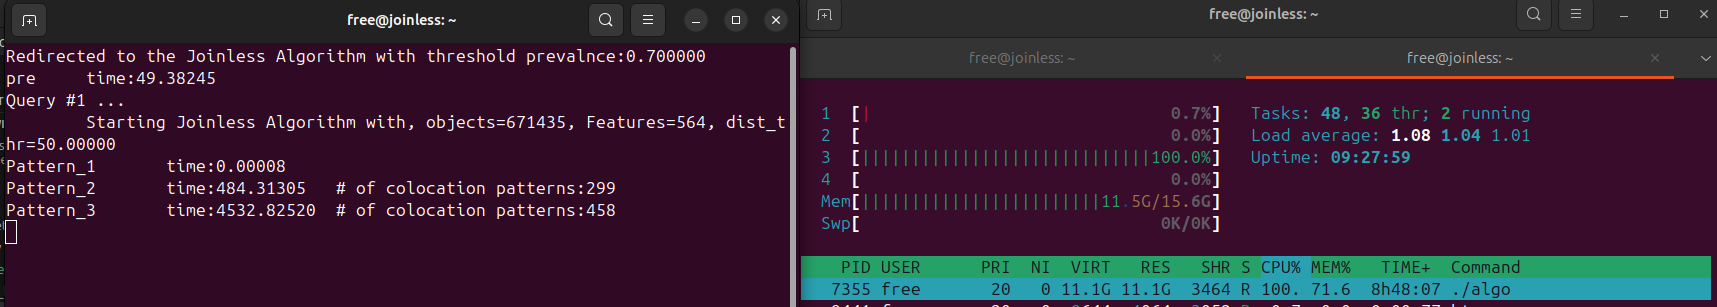 free@joinless: ~
Redirected to the Joinless Algorithm with threshold prevalnce:0.700000
pre time:49.38245
Query #1 ...
Starting Joinless Algorithm with, objects=671435, Features=564, dist_t
hr=50.00000
Pattern_1 time:0.00008
Pattern_2 time:484.31305 # of colocation patterns:299
Pattern_3 time:4532.82520 # of colocation patterns:458
free@joinless: ~
free@joinless: ~ free@joinless: ~
1 [| 0.7%] Tasks: 48, 36 thr; 2 running
2 [ 0.0%] Load average: 1.08 1.04 1.01
3 [|||||||||||||||||||||||||||||100.0%] Uptime: 09:27:59
4 [ 0.0%]
Mem[||||||||||||||||||||||||11.5G/15.6G]
Swp[ 0K/0K]
PID USER PRI NI VIRT RES SHR S CPU% MEM% TIME+ Command
7355 free 20 0 11.1G 11.1G 3464 R 100. 71.6 8h48:07 ./algo